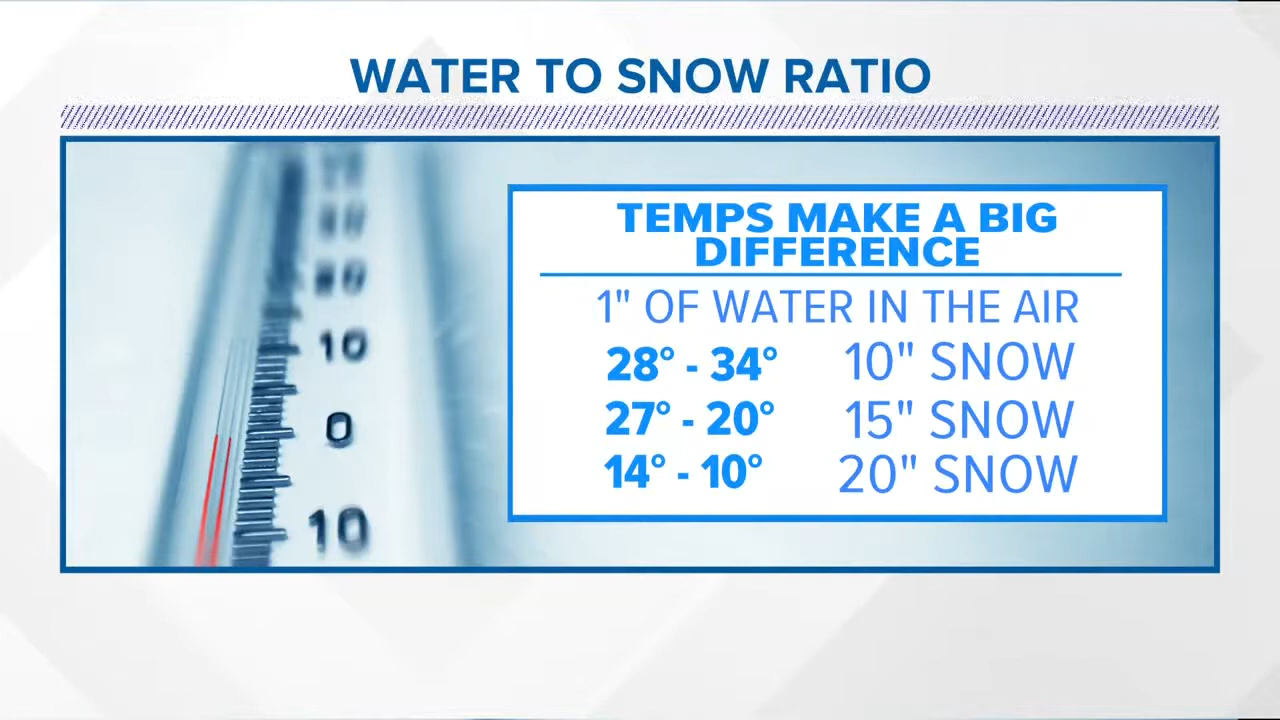 WATER TO SNOW RATIO
TEMPS MAKE A BIG
DIFFERENCE
1" OF WATER IN THE AIR
28° - 34° 10" SNOW
27° - 20° 15" SNOW
14° - 10° 20" SNOW
10
0
10